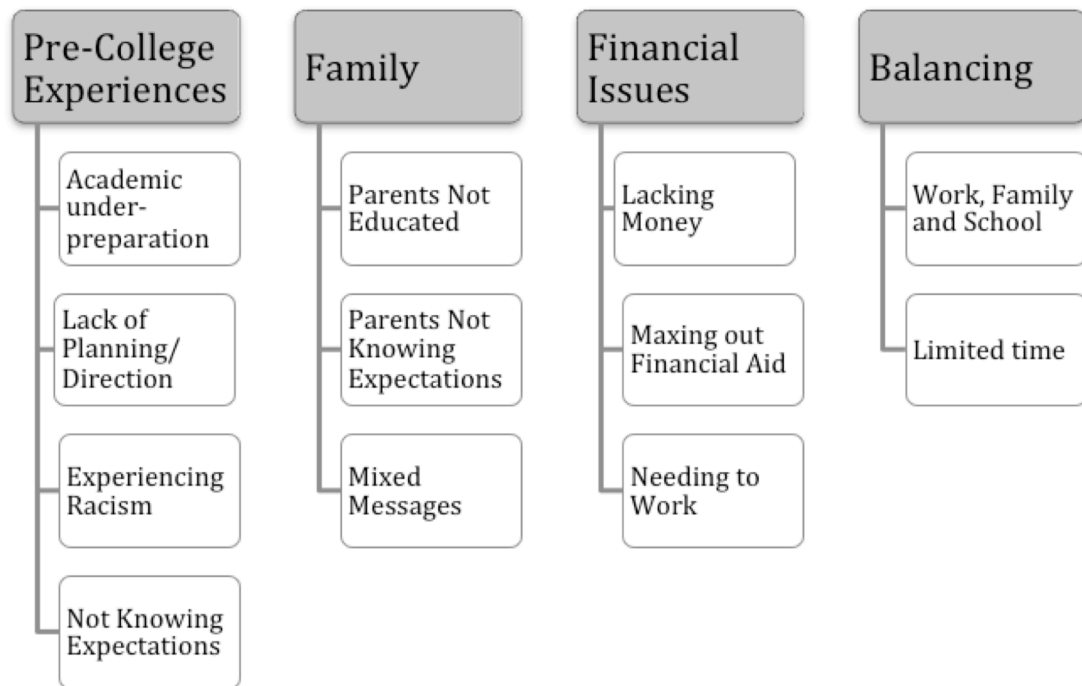 Pre-College
Experiences
Academic
under-
preparation
Lack of
Planning/
Direction
Experiencing
Racism
Not Knowing
Expectations
Family
Parents Not
Educated
Parents Not
Knowing
Expectations
Mixed
Messages
Financial
Issues
Lacking
Money
Maxing out
Financial Aid
Needing to
Work
Balancing
Work, Family
and School
Limited time